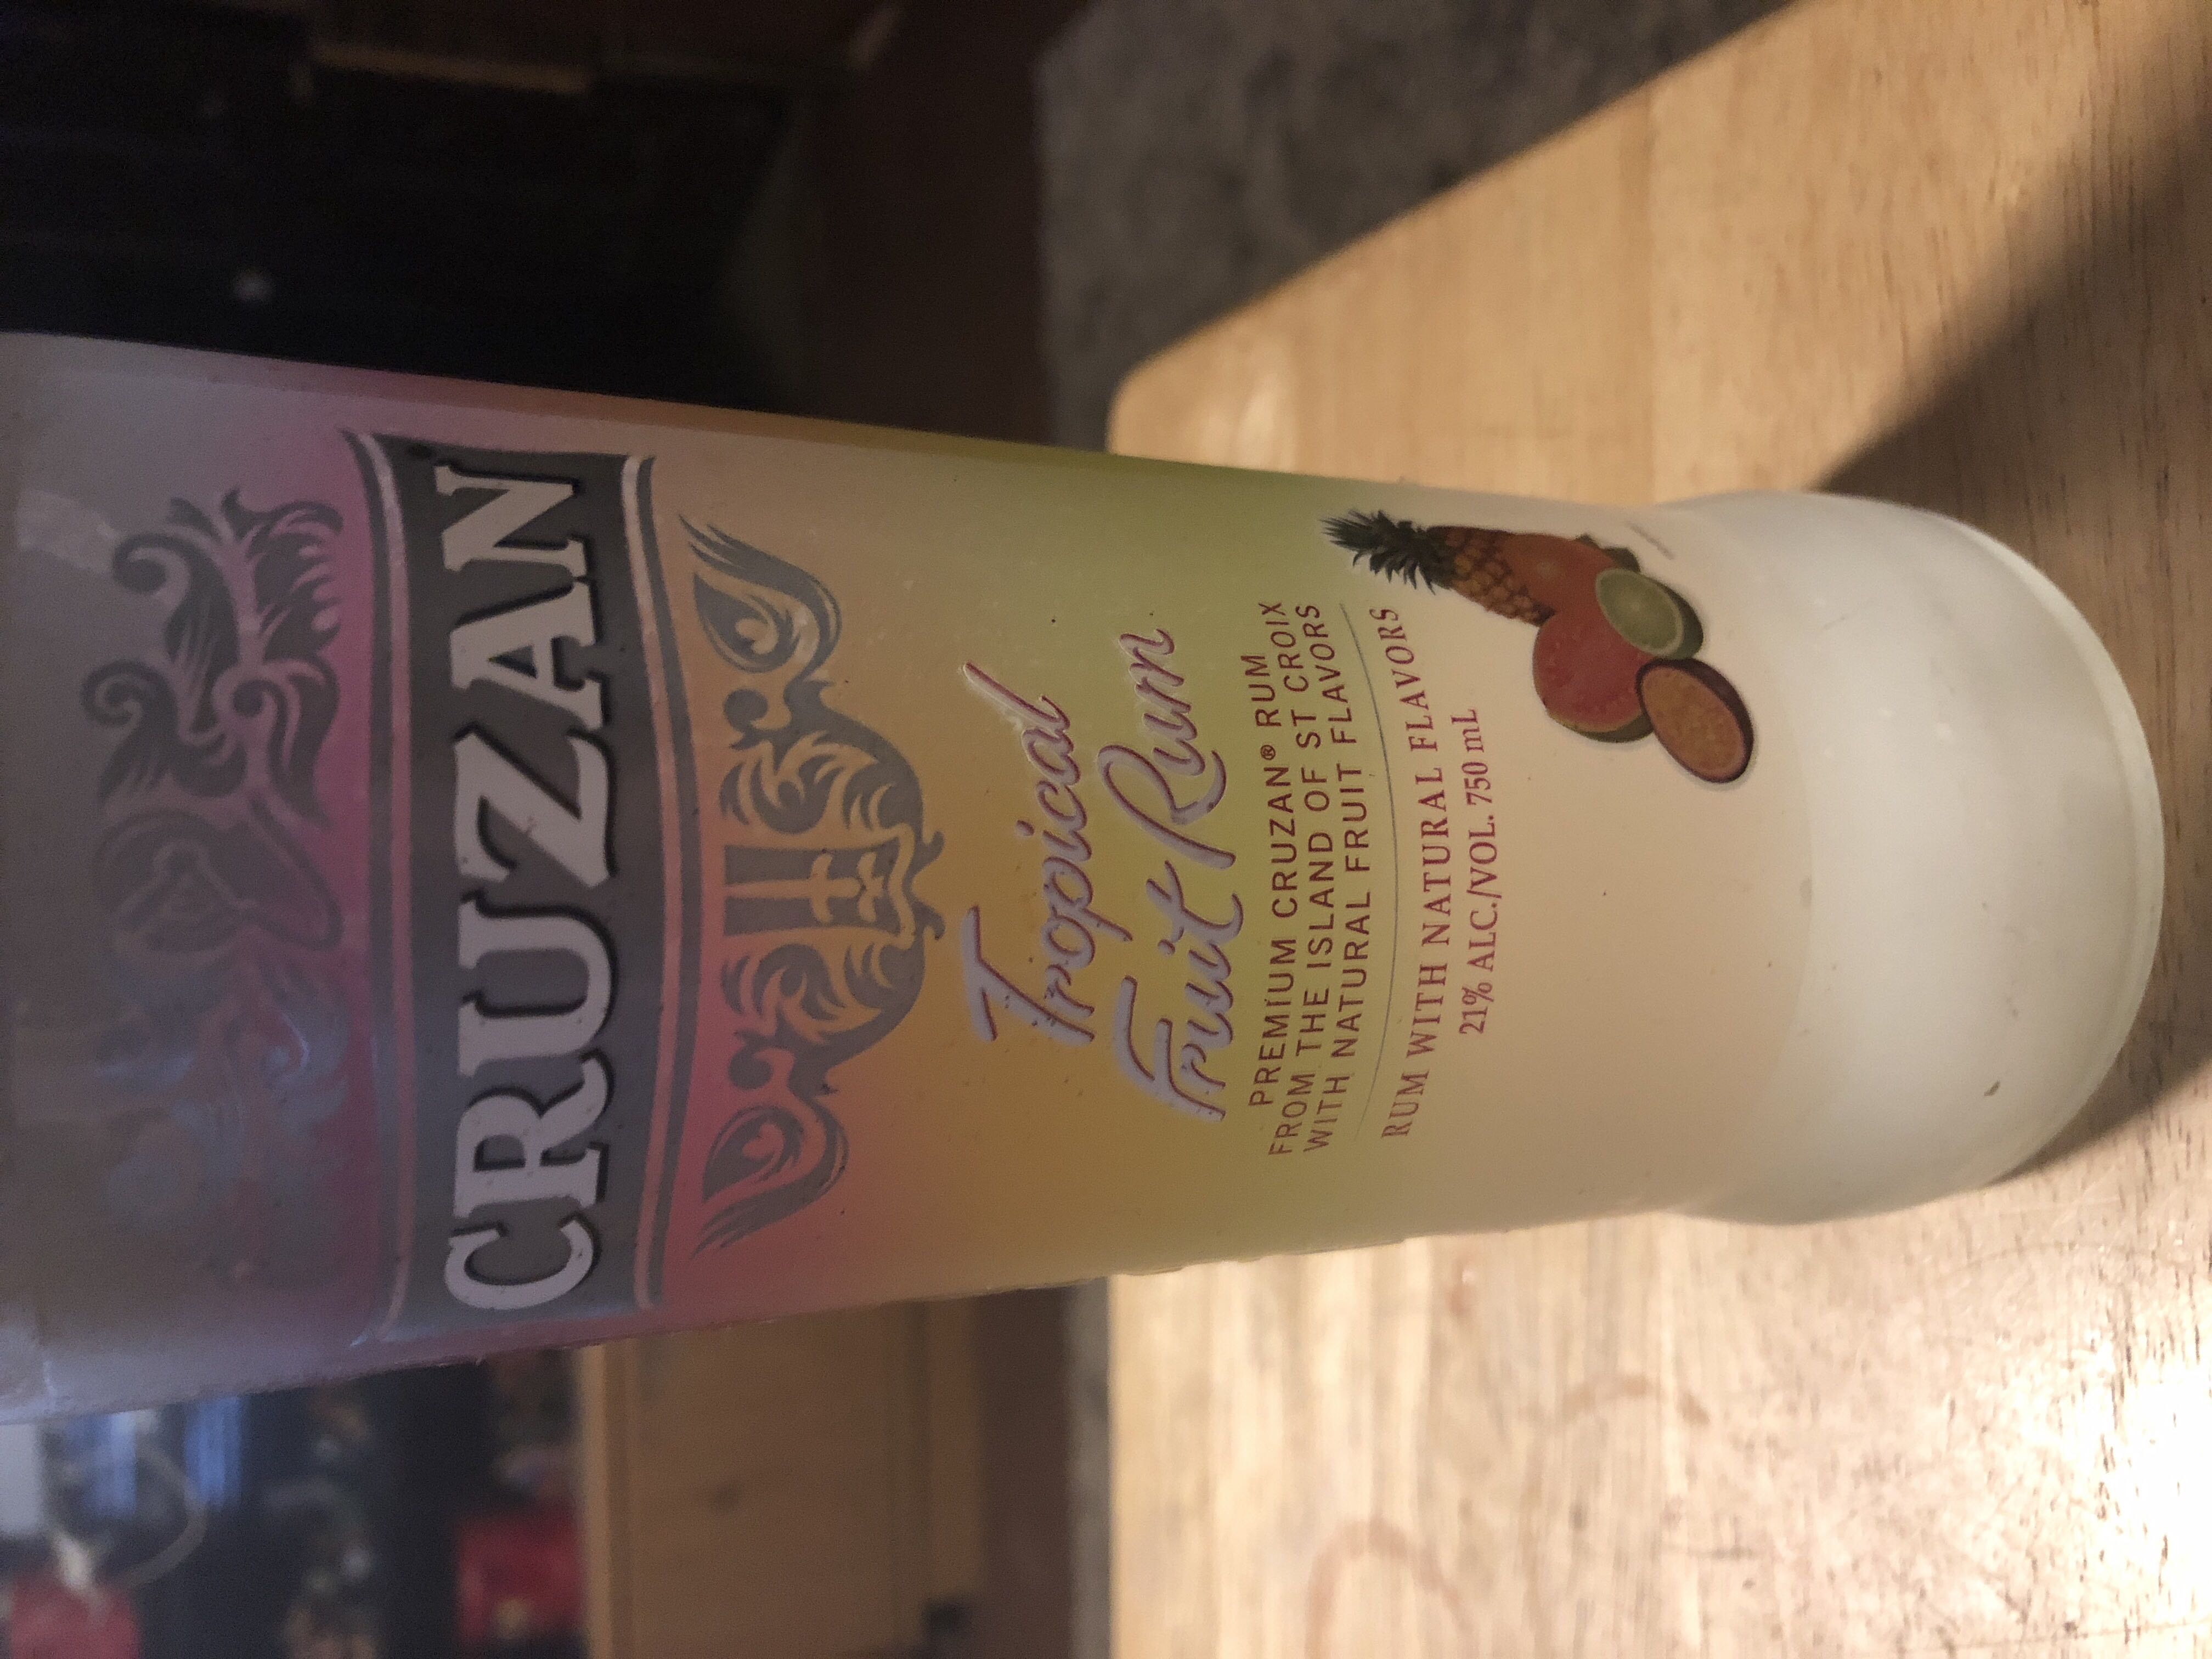 CRUZAN
Tropical
Fruit Rum
PREMIUM CRUZAN® RUM
FROM THE ISLAND OF ST CROIX
WITH NATURAL FRUIT FLAVORS
RUM WITH NATURAL FLAVORS
21% ALC./VOL. 750 mL